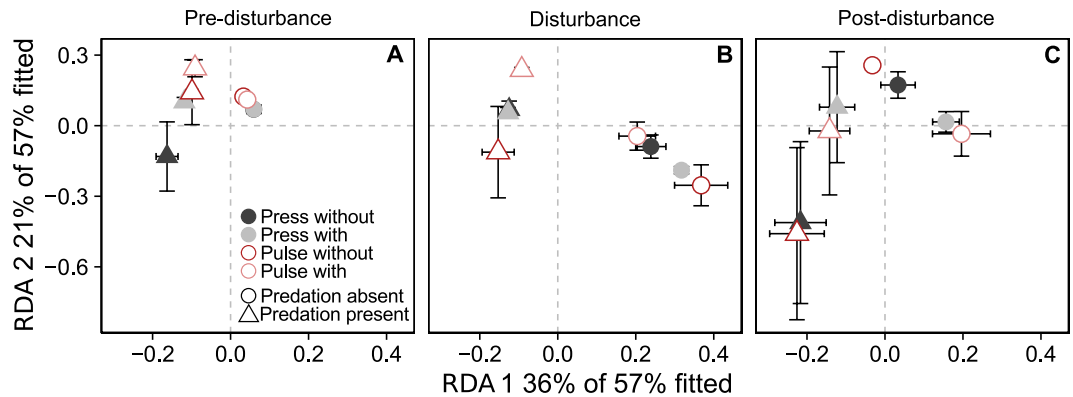 Pre-disturbance
Disturbance
Post-disturbance
A
B
C
RDA 2 21% of 57% fitted
0.3
0.0
−0.3
−0.6
Press without
Press with
Pulse without
Pulse with
Predation absent
Predation present
−0.2 0.0 0.2 0.4
−0.2 0.0 0.2 0.4
−0.2 0.0 0.2 0.4
RDA 1 36% of 57% fitted